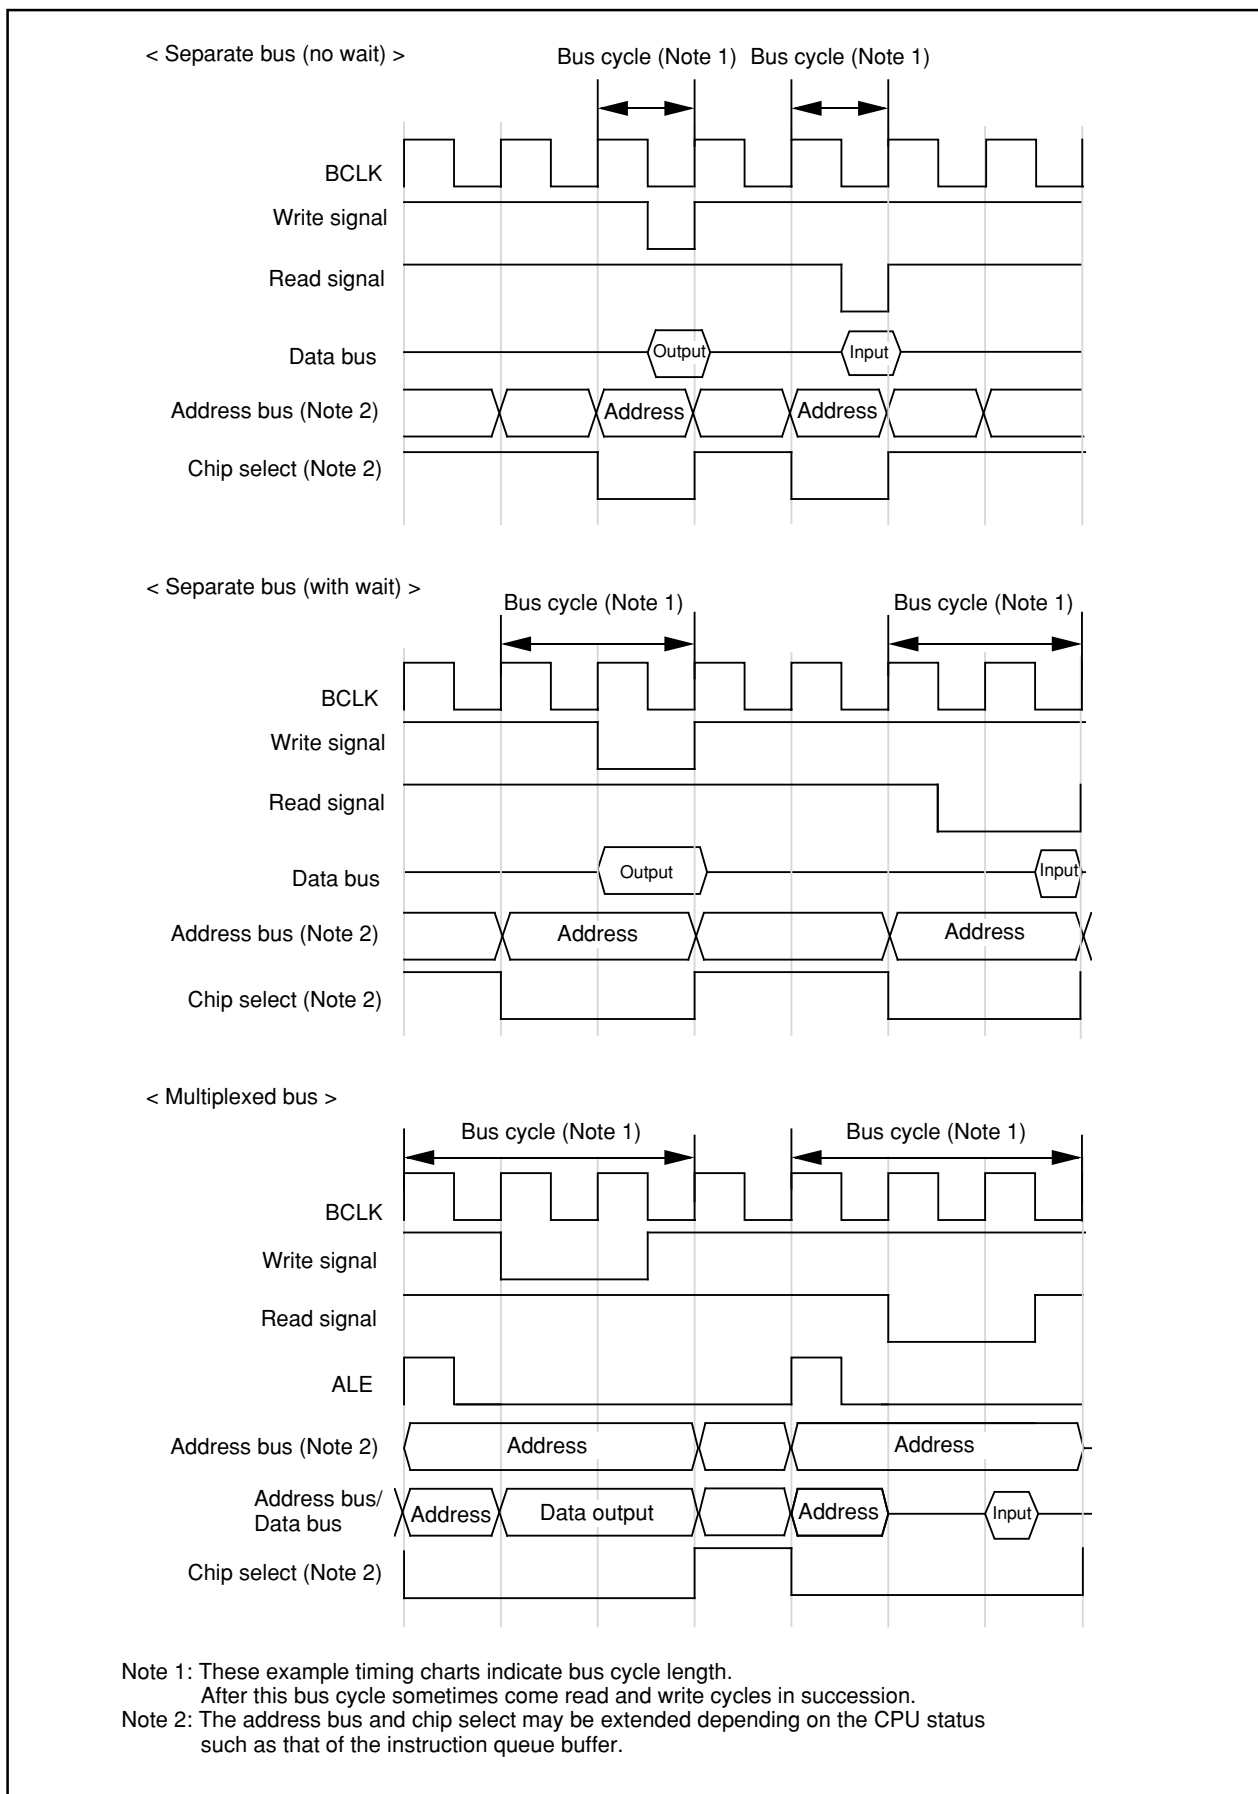 < Separate bus (no wait) >
Bus cycle (Note 1) Bus cycle (Note 1)
BCLK
Write signal
Read signal
Data bus
Output
Input
Address bus (Note 2)
Address
Address
Chip select (Note 2)
< Separate bus (with wait) >
Bus cycle (Note 1)
Bus cycle (Note 1)
BCLK
Write signal
Read signal
Data bus
Output
Input
Address bus (Note 2)
Address
Address
Chip select (Note 2)
< Multiplexed bus >
Bus cycle (Note 1)
Bus cycle (Note 1)
BCLK
Write signal
Read signal
ALE
Address bus (Note 2)
Address
Address
Address bus/
Data bus
Address
Data output
Address
Input
Chip select (Note 2)
Note 1: These example timing charts indicate bus cycle length.
After this bus cycle sometimes come read and write cycles in succession.
Note 2: The address bus and chip select may be extended depending on the CPU status
such as that of the instruction queue buffer.